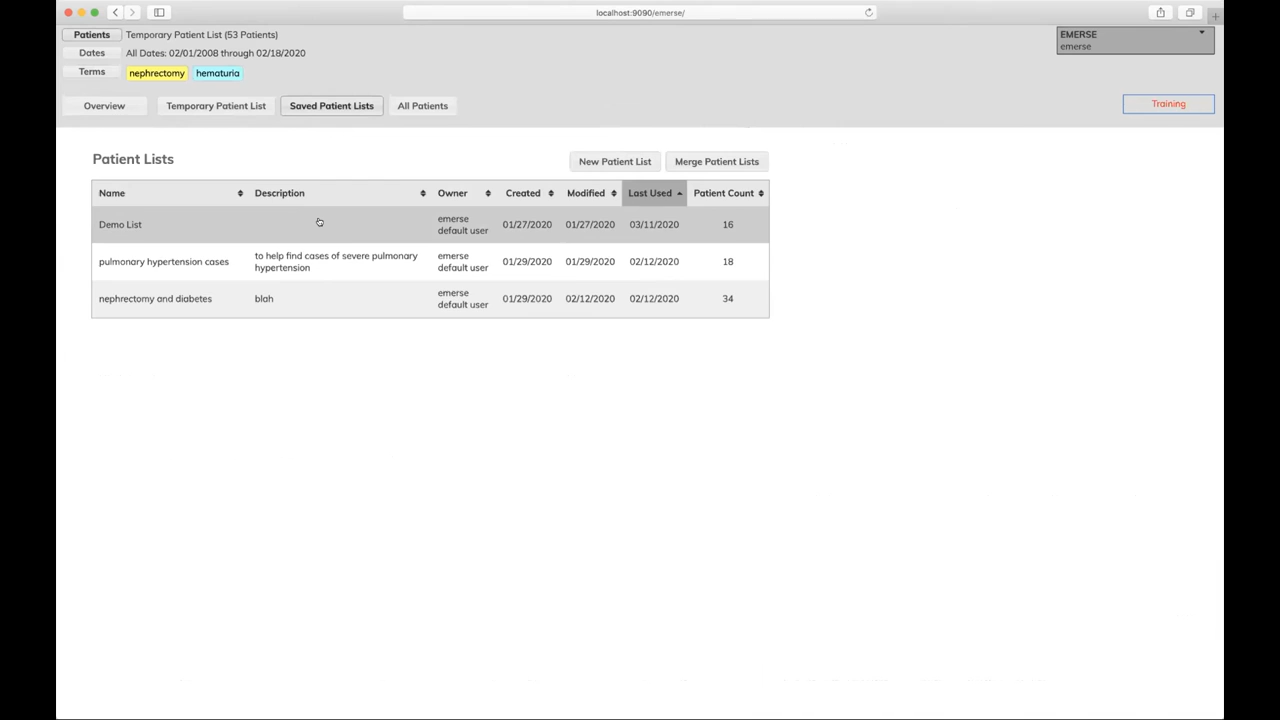 localhost:9090/emerse/
Patients Temporary Patient List (53 Patients)
EMERSE
emerse
Dates All Dates: 02/01/2008 through 02/18/2020
Terms nephrectomy hematuria
Overview Temporary Patient List Saved Patient Lists All Patients Training
Patient Lists New Patient List Merge Patient Lists
Name Description Owner Created Modified Last Used Patient Count
Demo List emerse default user 01/27/2020 01/27/2020 03/11/2020 16
pulmonary hypertension cases to help find cases of severe pulmonary hypertension emerse default user 01/29/2020 01/29/2020 02/12/2020 18
nephrectomy and diabetes blah emerse default user 01/29/2020 02/12/2020 02/12/2020 34